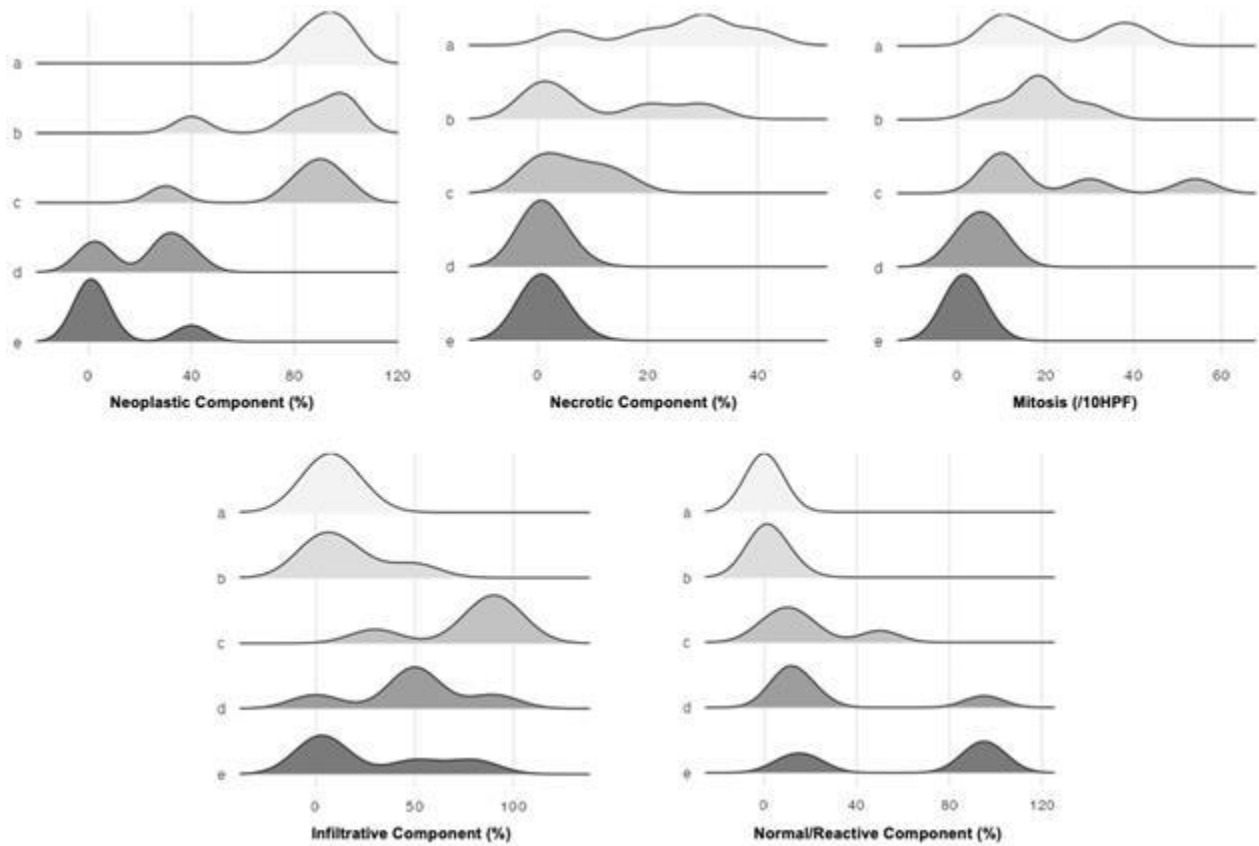 a
b
c
d
e
0 40 80 120
Neoplastic Component (%)
a
b
c
d
e
0 20 40
Necrotic Component (%)
a
b
c
d
e
0 20 40 60
Mitosis (/10HPF)
a
b
c
d
e
0 50 100
Infiltrative Component (%)
a
b
c
d
e
0 40 80 120
Normal/Reactive Component (%)